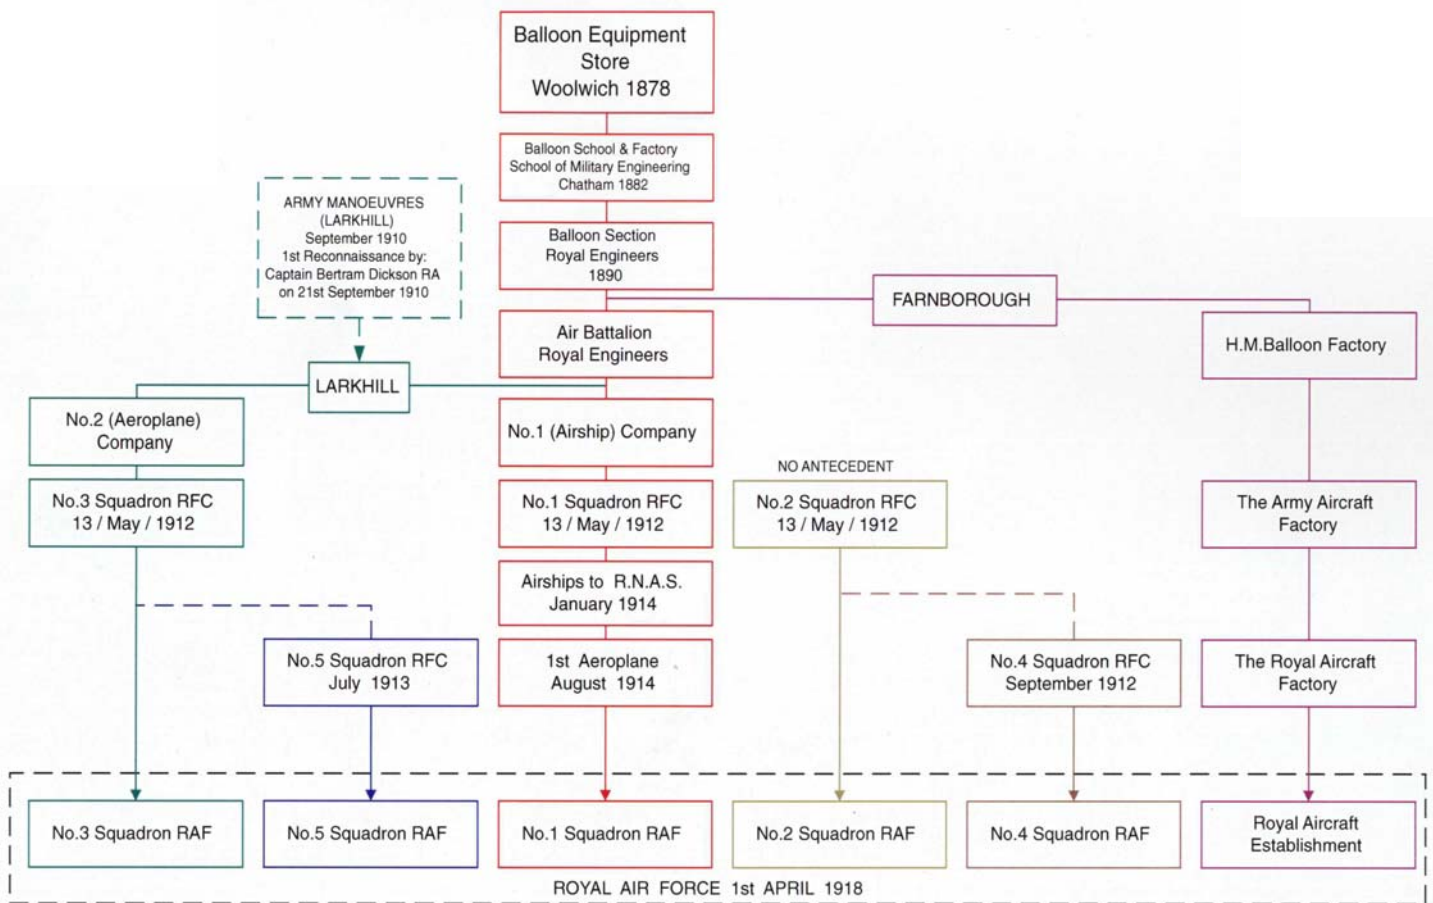 Balloon Equipment
Store
Woolwich 1878
Balloon School & Factory
School of Military Engineering
Chatham 1882
ARMY MANOEUVRES
(LARKHILL)
September 1910
1st Reconnaissance by:
Captain Bertram Dickson RA
on 21st September 1910
Balloon Section
Royal Engineers
1890
FARNBOROUGH
Air Battalion
Royal Engineers
H.M.Balloon Factory
LARKHILL
No.2 (Aeroplane)
Company
No.1 (Airship) Company
NO ANTECEDENT
No.3 Squadron RFC
13 / May / 1912
No.1 Squadron RFC
13 / May / 1912
No.2 Squadron RFC
13 / May / 1912
The Army Aircraft
Factory
Airships to R.N.A.S.
January 1914
No.5 Squadron RFC
July 1913
1st Aeroplane
August 1914
No.4 Squadron RFC
September 1912
The Royal Aircraft
Factory
No.3 Squadron RAF
No.5 Squadron RAF
No.1 Squadron RAF
No.2 Squadron RAF
No.4 Squadron RAF
Royal Aircraft
Establishment
ROYAL AIR FORCE 1st APRIL 1918